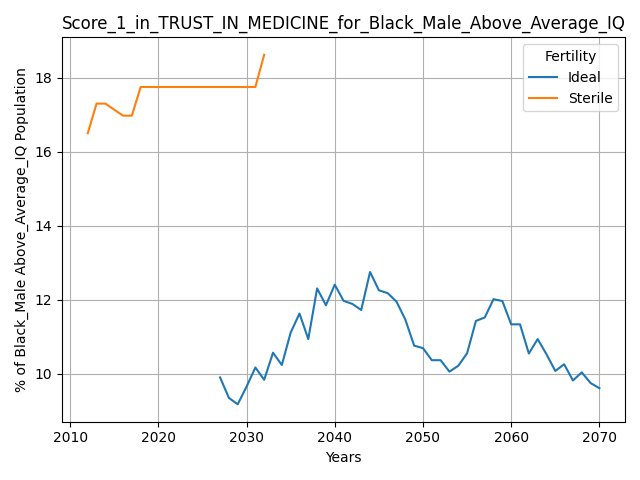 Score_1_in_TRUST_IN_MEDICINE_for_Black_Male_Above_Average_IQ
Fertility
Ideal
Sterile
% of Black_Male Above_Average_IQ Population
18
16
14
12
10
2010 2020 2030 2040 2050 2060 2070
Years